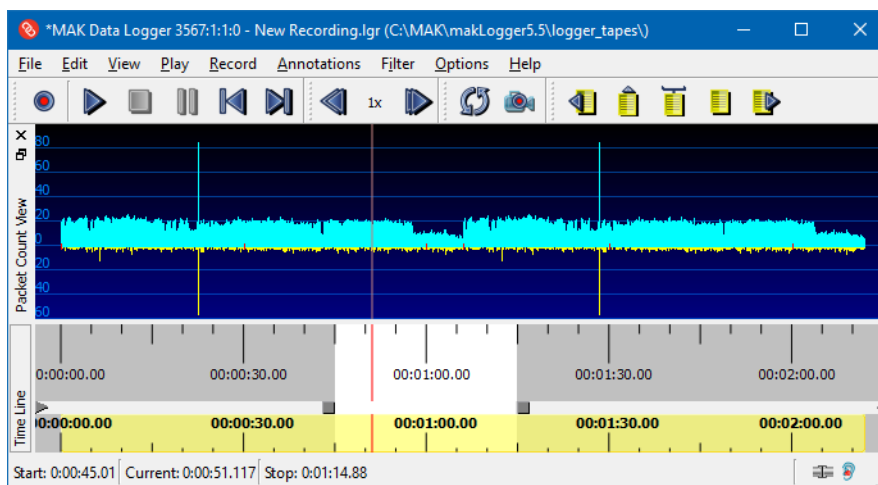 *MAK Data Logger 3567:1:1:0 - New Recording.lgr (C:\MAK\makLogger5.5\logger_tapes\)
File Edit View Play Record Annotations Filter Options Help
1x
Packet Count View
80
60
40
20
0
20
40
60
Time Line
0:00:00.00 00:00:30.00 00:01:00.00 00:01:30.00 00:02:00.00
0:00:00.00 00:00:30.00 00:01:00.00 00:01:30.00 00:02:00.00
Start: 0:00:45.01 Current: 0:00:51.117 Stop: 0:01:14.88